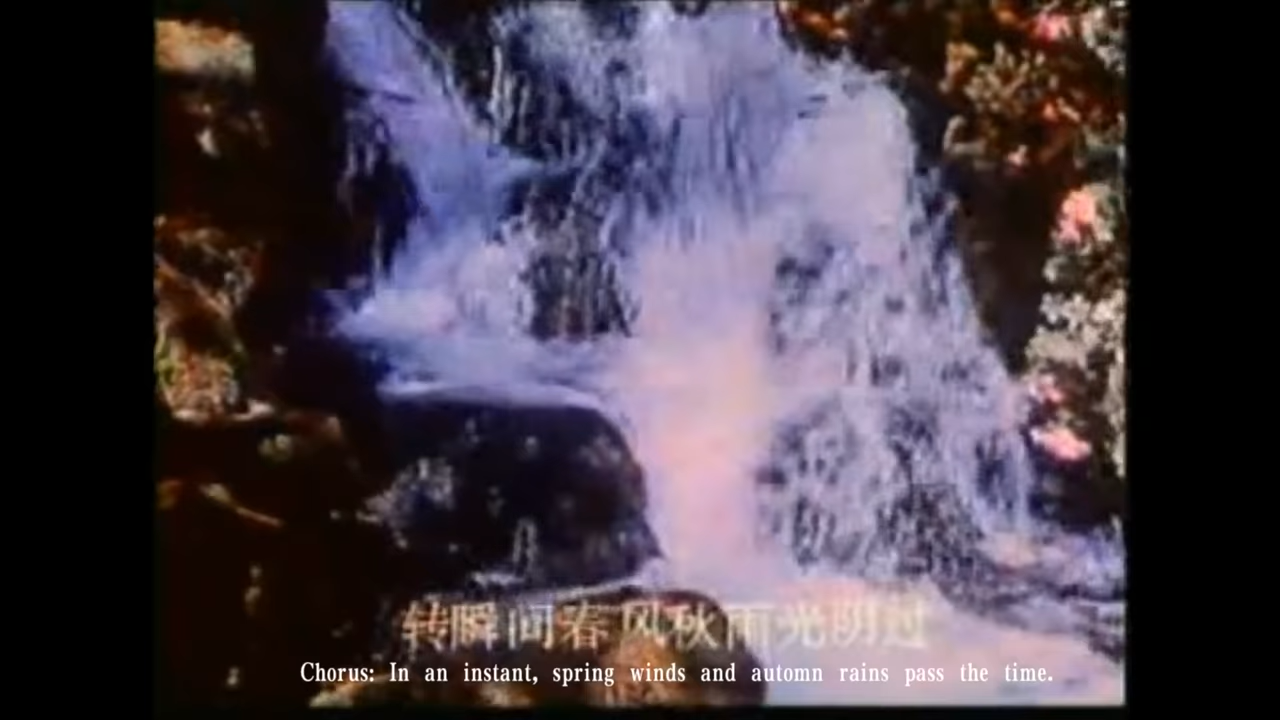 转瞬间春风秋雨光阴过
Chorus: In an instant, spring winds and automn rains pass the time.